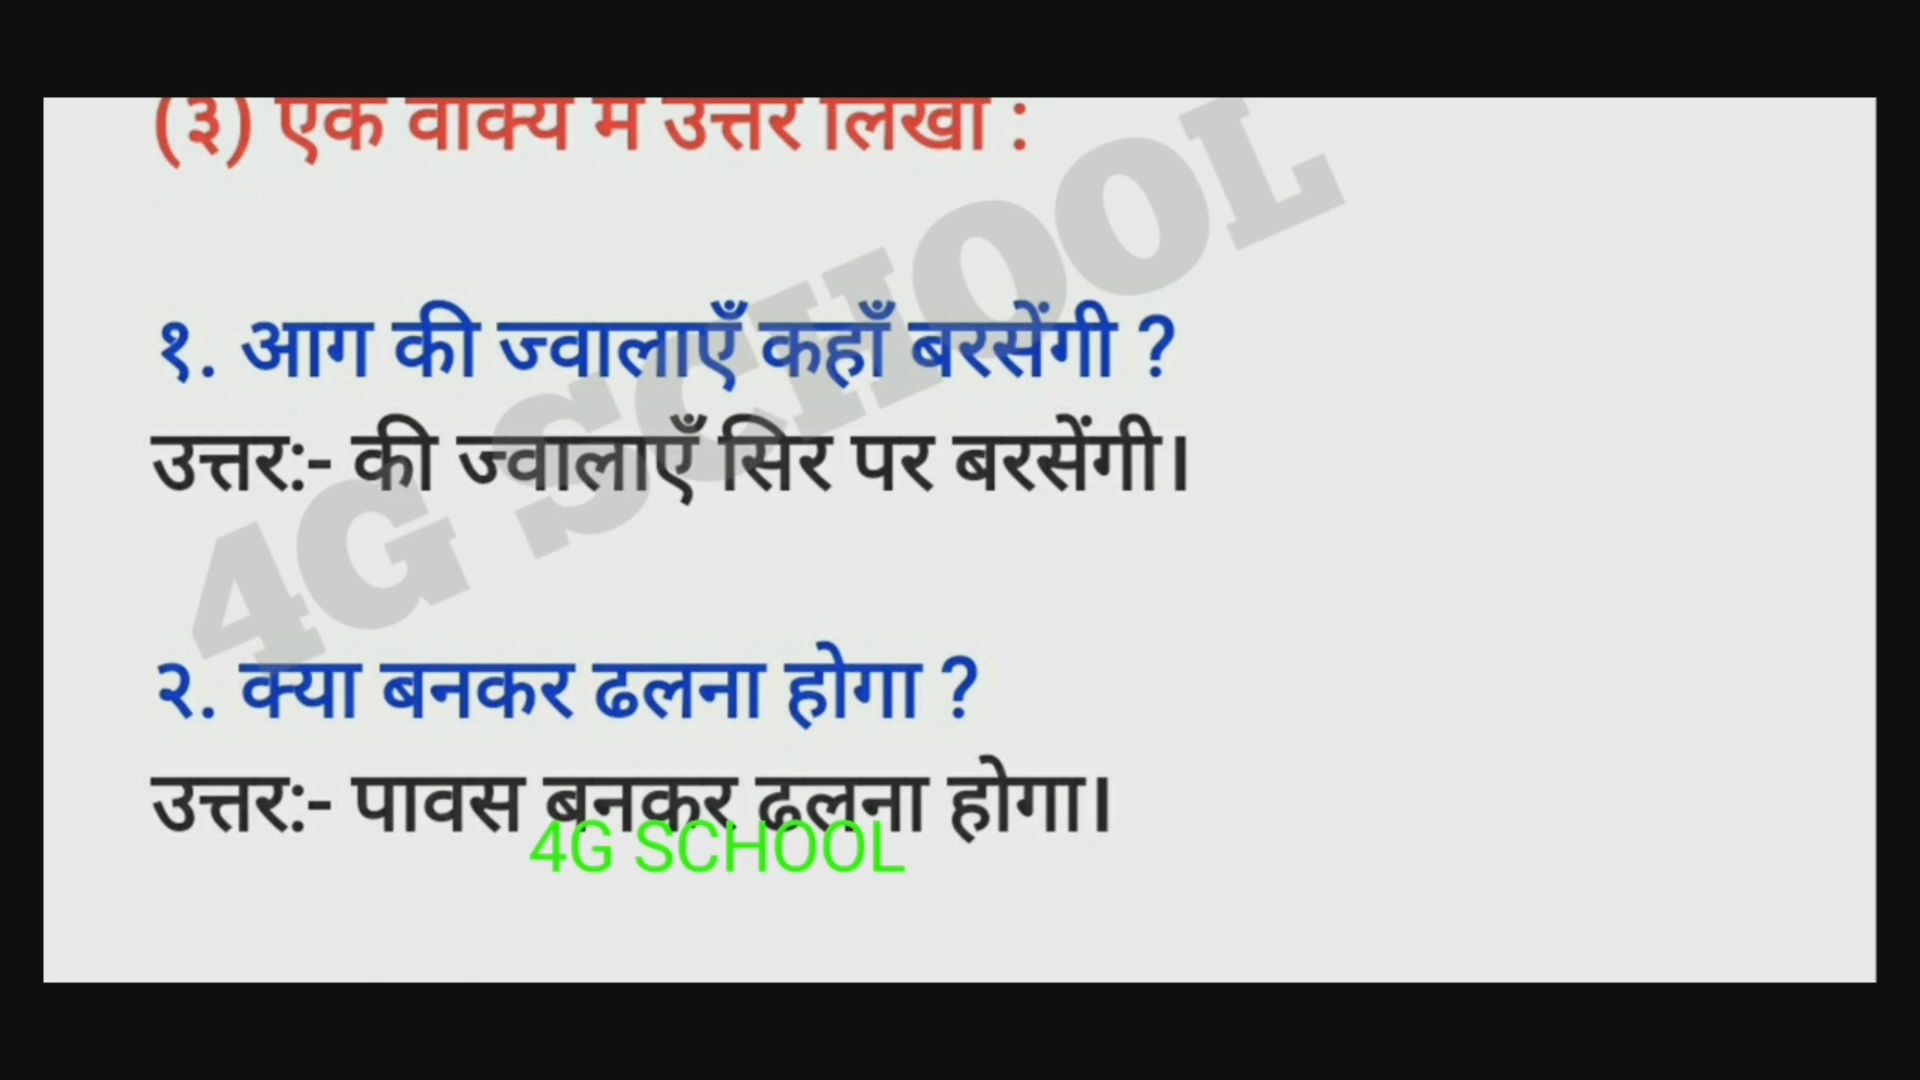 (३) एक वाक्य में उत्तर लिखो :
१. आग की ज्वालाएँ कहाँ बरसेंगी ?
उत्तर:- की ज्वालाएँ सिर पर बरसेंगी।
२. क्या बनकर ढलना होगा ?
उत्तर:- पावस बनकर ढलना होगा।
4G SCHOOL
4G SCHOOL